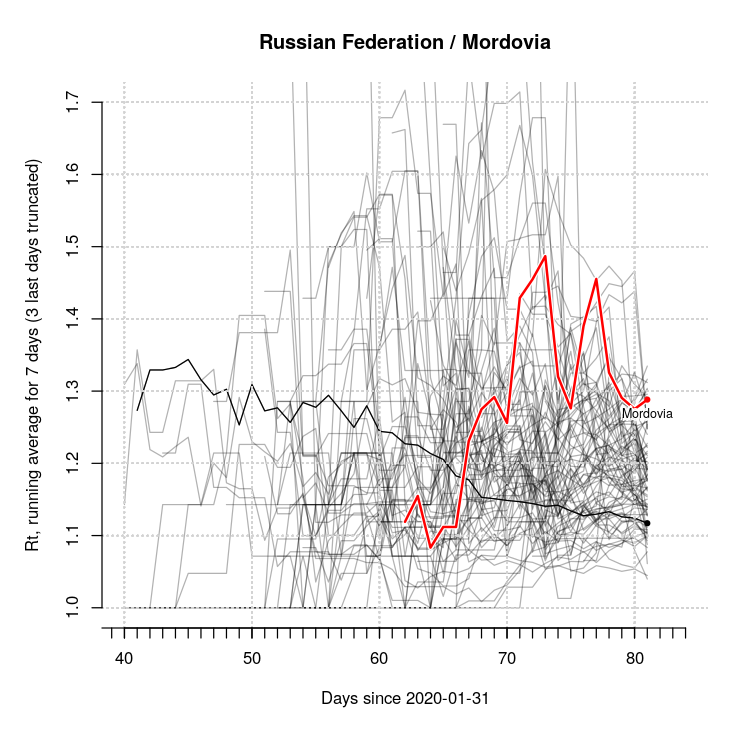 Russian Federation / Mordovia
Rt, running average for 7 days (3 last days truncated)
1.7
1.6
1.5
1.4
1.3
1.2
1.1
1.0
Mordovia
40 50 60 70 80
Days since 2020-01-31